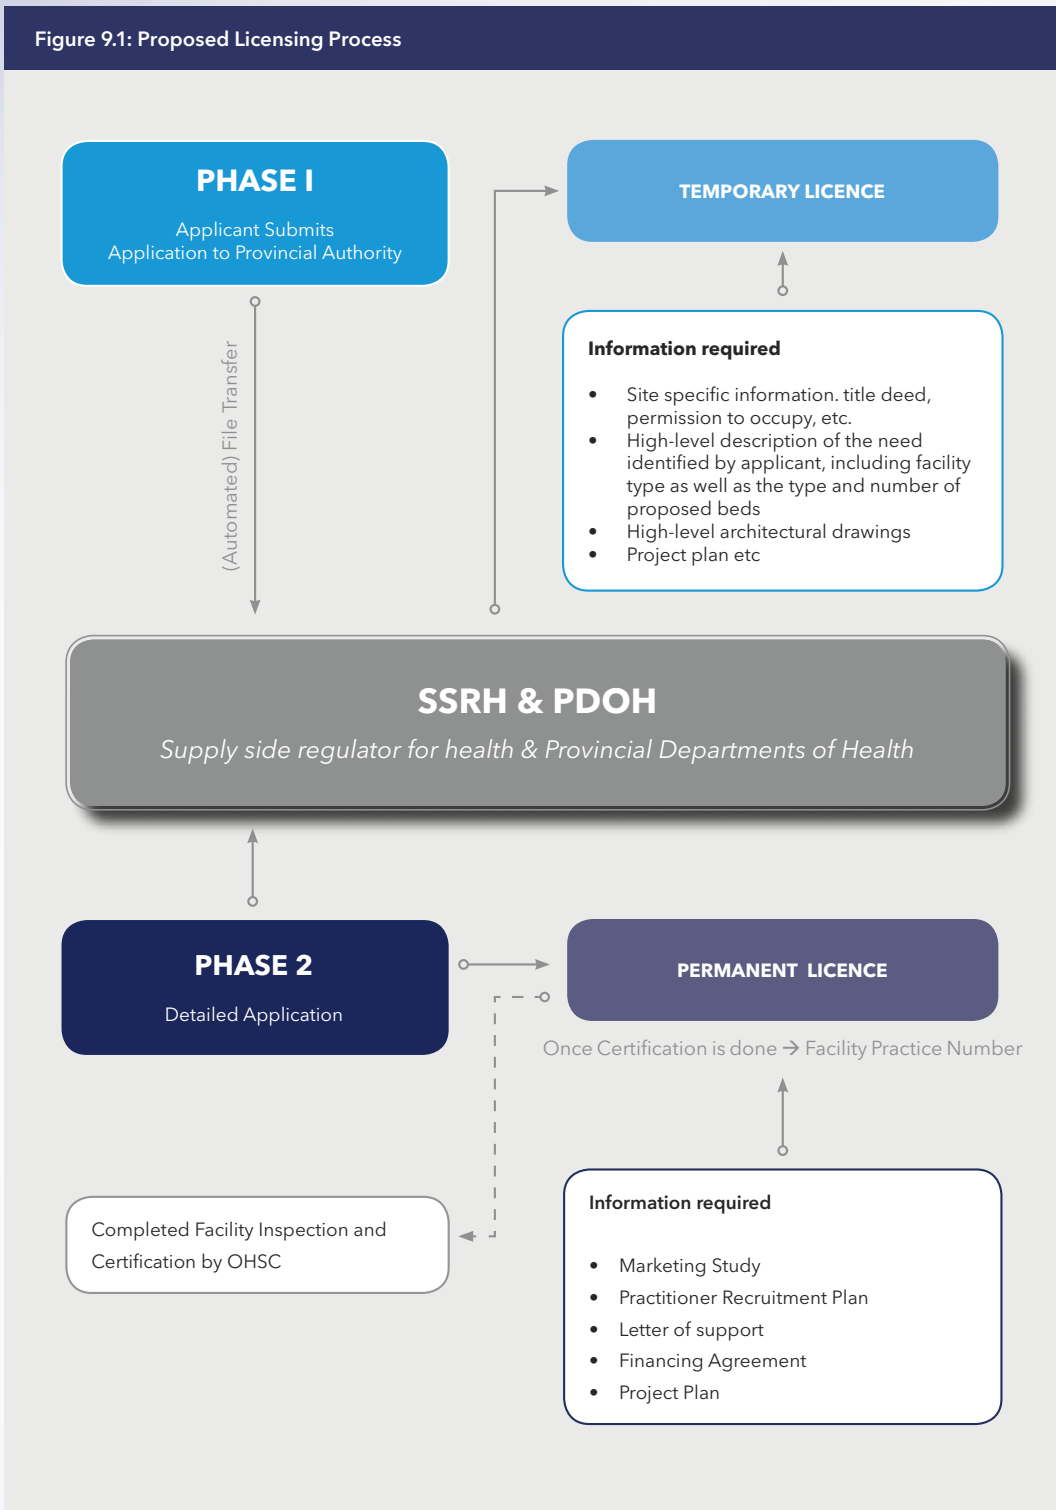 Figure 9.1: Proposed Licensing Process
PHASE I
Applicant Submits
Application to Provincial Authority
(Automated) File Transfer
TEMPORARY LICENCE
Information required
• Site specific information. title deed,
permission to occupy, etc.
• High-level description of the need
identified by applicant, including facility
type as well as the type and number of
proposed beds
• High-level architectural drawings
• Project plan etc
SSRH & PDOH
Supply side regulator for health & Provincial Departments of Health
PHASE 2
Detailed Application
PERMANENT LICENCE
Once Certification is done → Facility Practice Number
Completed Facility Inspection and
Certification by OHSC
Information required
• Marketing Study
• Practitioner Recruitment Plan
• Letter of support
• Financing Agreement
• Project Plan